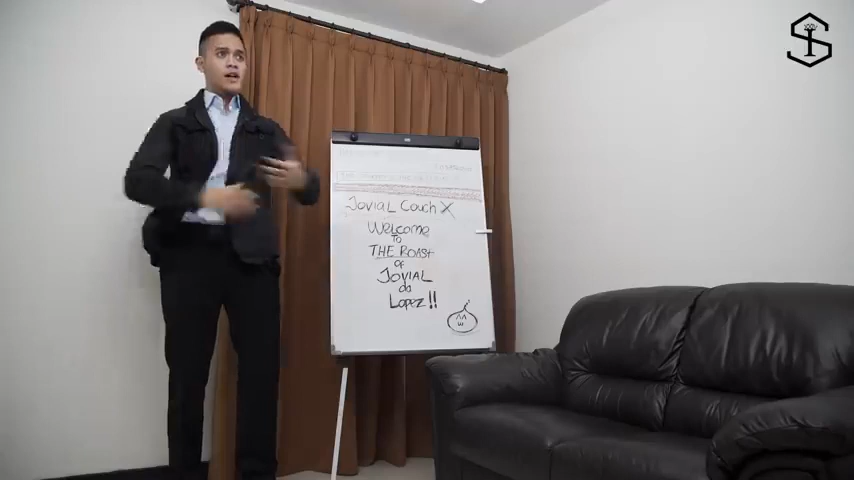 Jovial Couch X
Welcome
To
THE ROAST
of
JOVIAL
da
Lopez!!